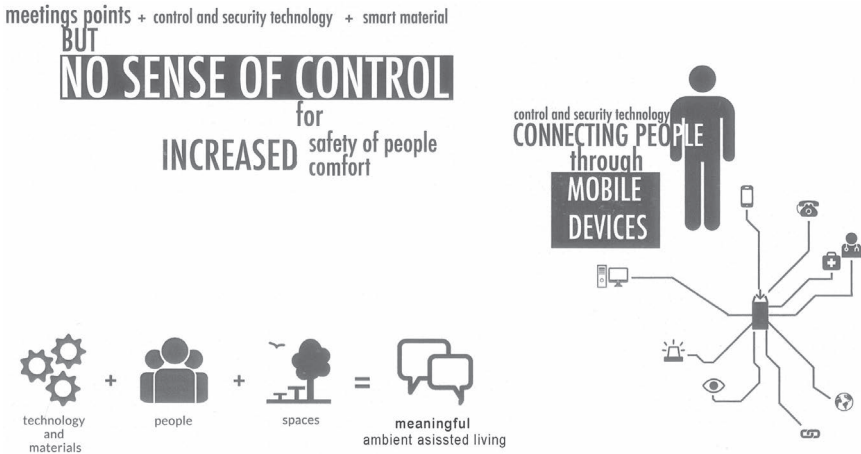 meetings points + control and security technology + smart material
BUT
NO SENSE OF CONTROL
for
INCREASED safety of people
comfort
control and security technology
CONNECTING PEOPLE
through
MOBILE
DEVICES
technology
and
materials
+
people
+
spaces
=
meaningful
ambient asissted living